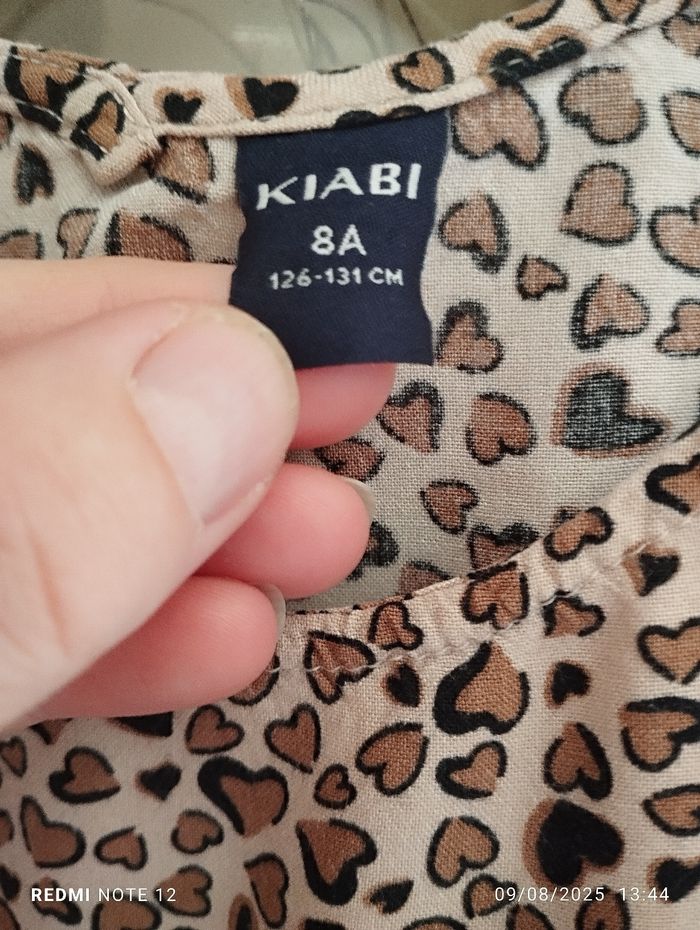 KIABI
8A
126-131 CM
REDMI NOTE 12
09/08/2025 13:44